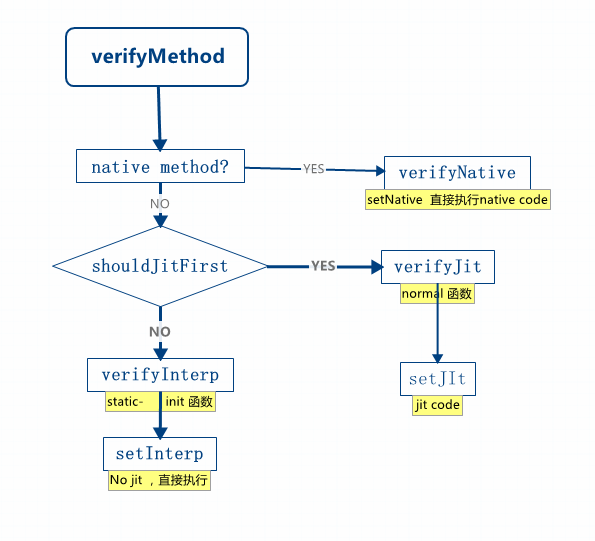 verifyMethod
native method?
YES
verifyNative
setNative 直接执行native code
NO
shouldJitFirst
YES
verifyJit
normal 函数
NO
verifyInterp
static- init 函数
setJIt
jit code
setInterp
No jit ，直接执行